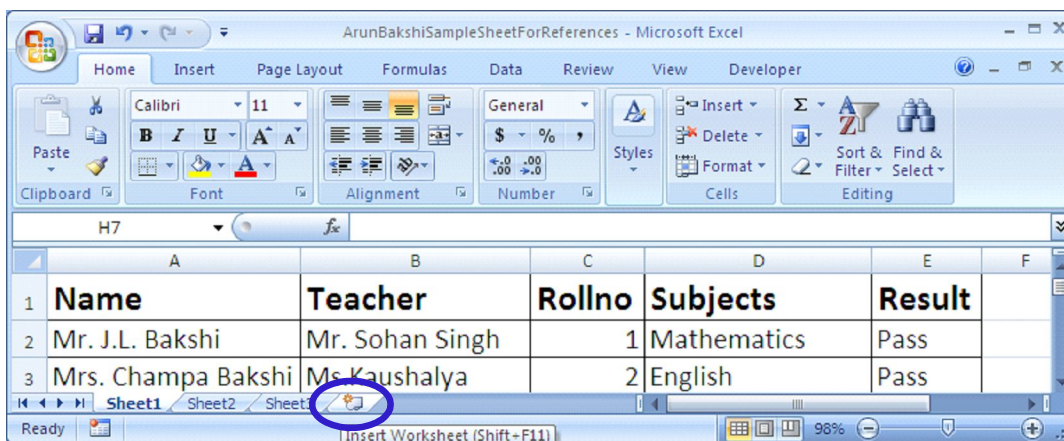 ArunBakshiSampleSheetForReferences - Microsoft Excel
Home Insert Page Layout Formulas Data Review View Developer
Calibri 11 General Insert Σ
B I U A A $ % , Styles Delete Sort & Find &
Paste A .00 .0 Format Filter Select
Clipboard Font Alignment Number Cells Editing
H7 fx
A B C D E F
1 Name Teacher Rollno Subjects Result
2 Mr. J.L. Bakshi Mr. Sohan Singh 1 Mathematics Pass
3 Mrs. Champa Bakshi Ms.Kaushalya 2 English Pass
Sheet1 Sheet2 Sheet
Ready Insert Worksheet (Shift+F11) 98%